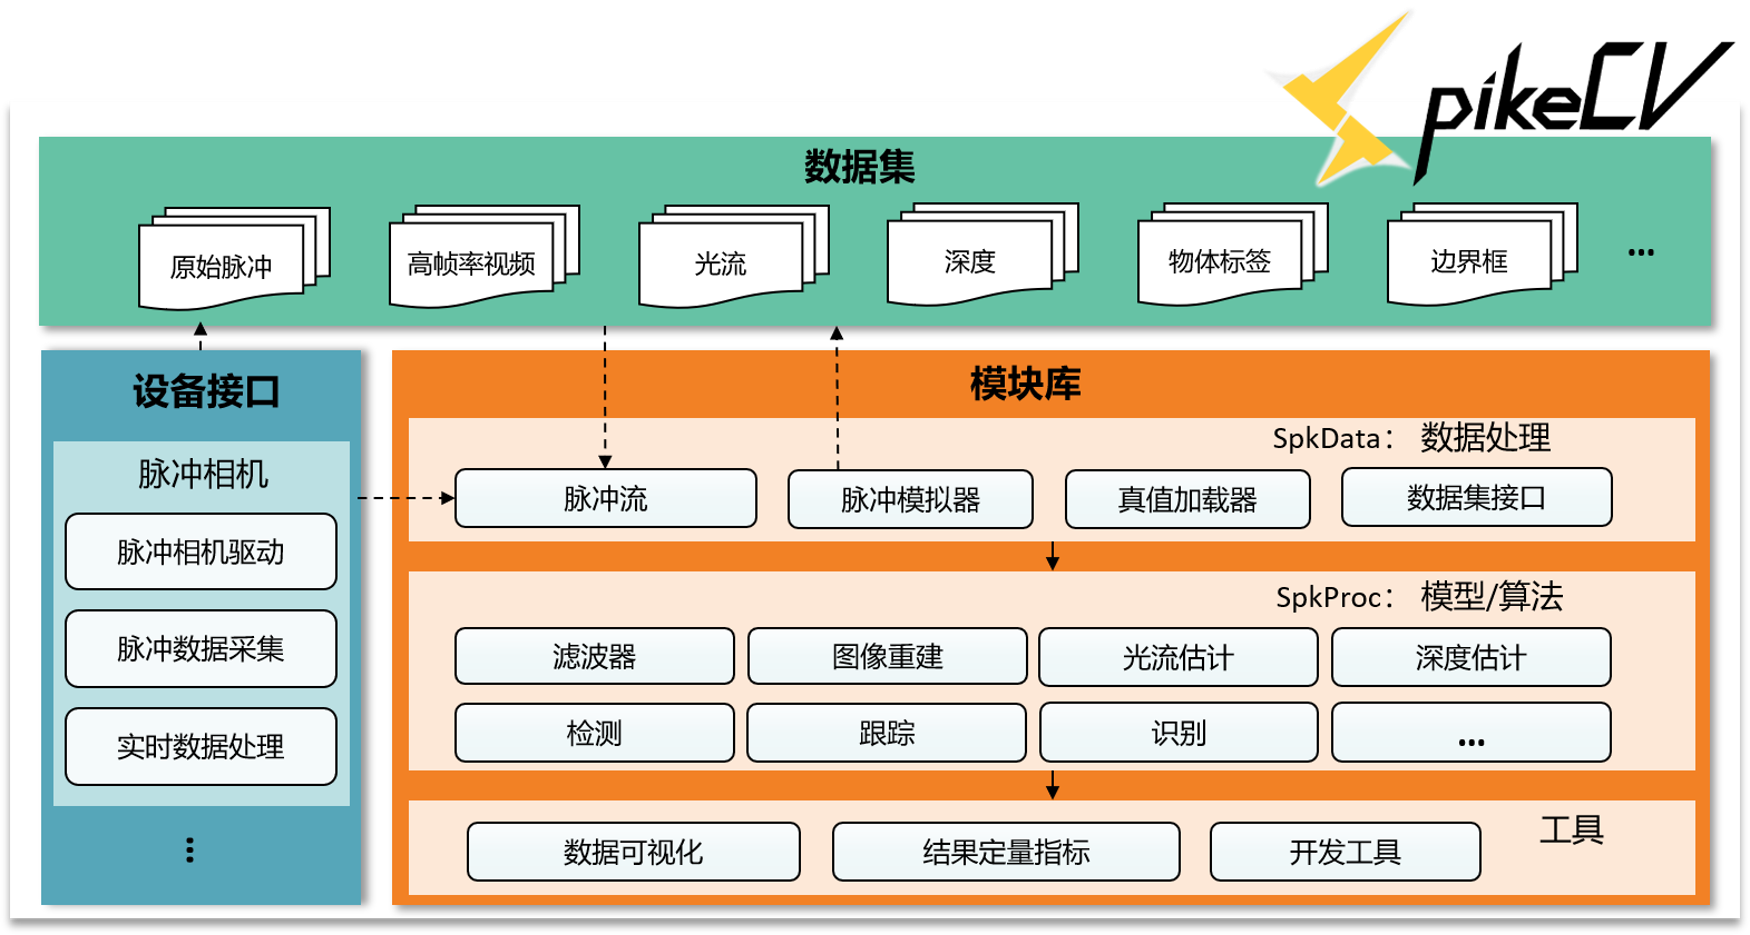 SpikeCV
数据集
原始脉冲
高帧率视频
光流
深度
物体标签
边界框
...
设备接口
脉冲相机
脉冲相机驱动
脉冲数据采集
实时数据处理
...
模块库
SpkData： 数据处理
脉冲流
脉冲模拟器
真值加载器
数据集接口
SpkProc： 模型/算法
滤波器
图像重建
光流估计
深度估计
检测
跟踪
识别
...
工具
数据可视化
结果定量指标
开发工具